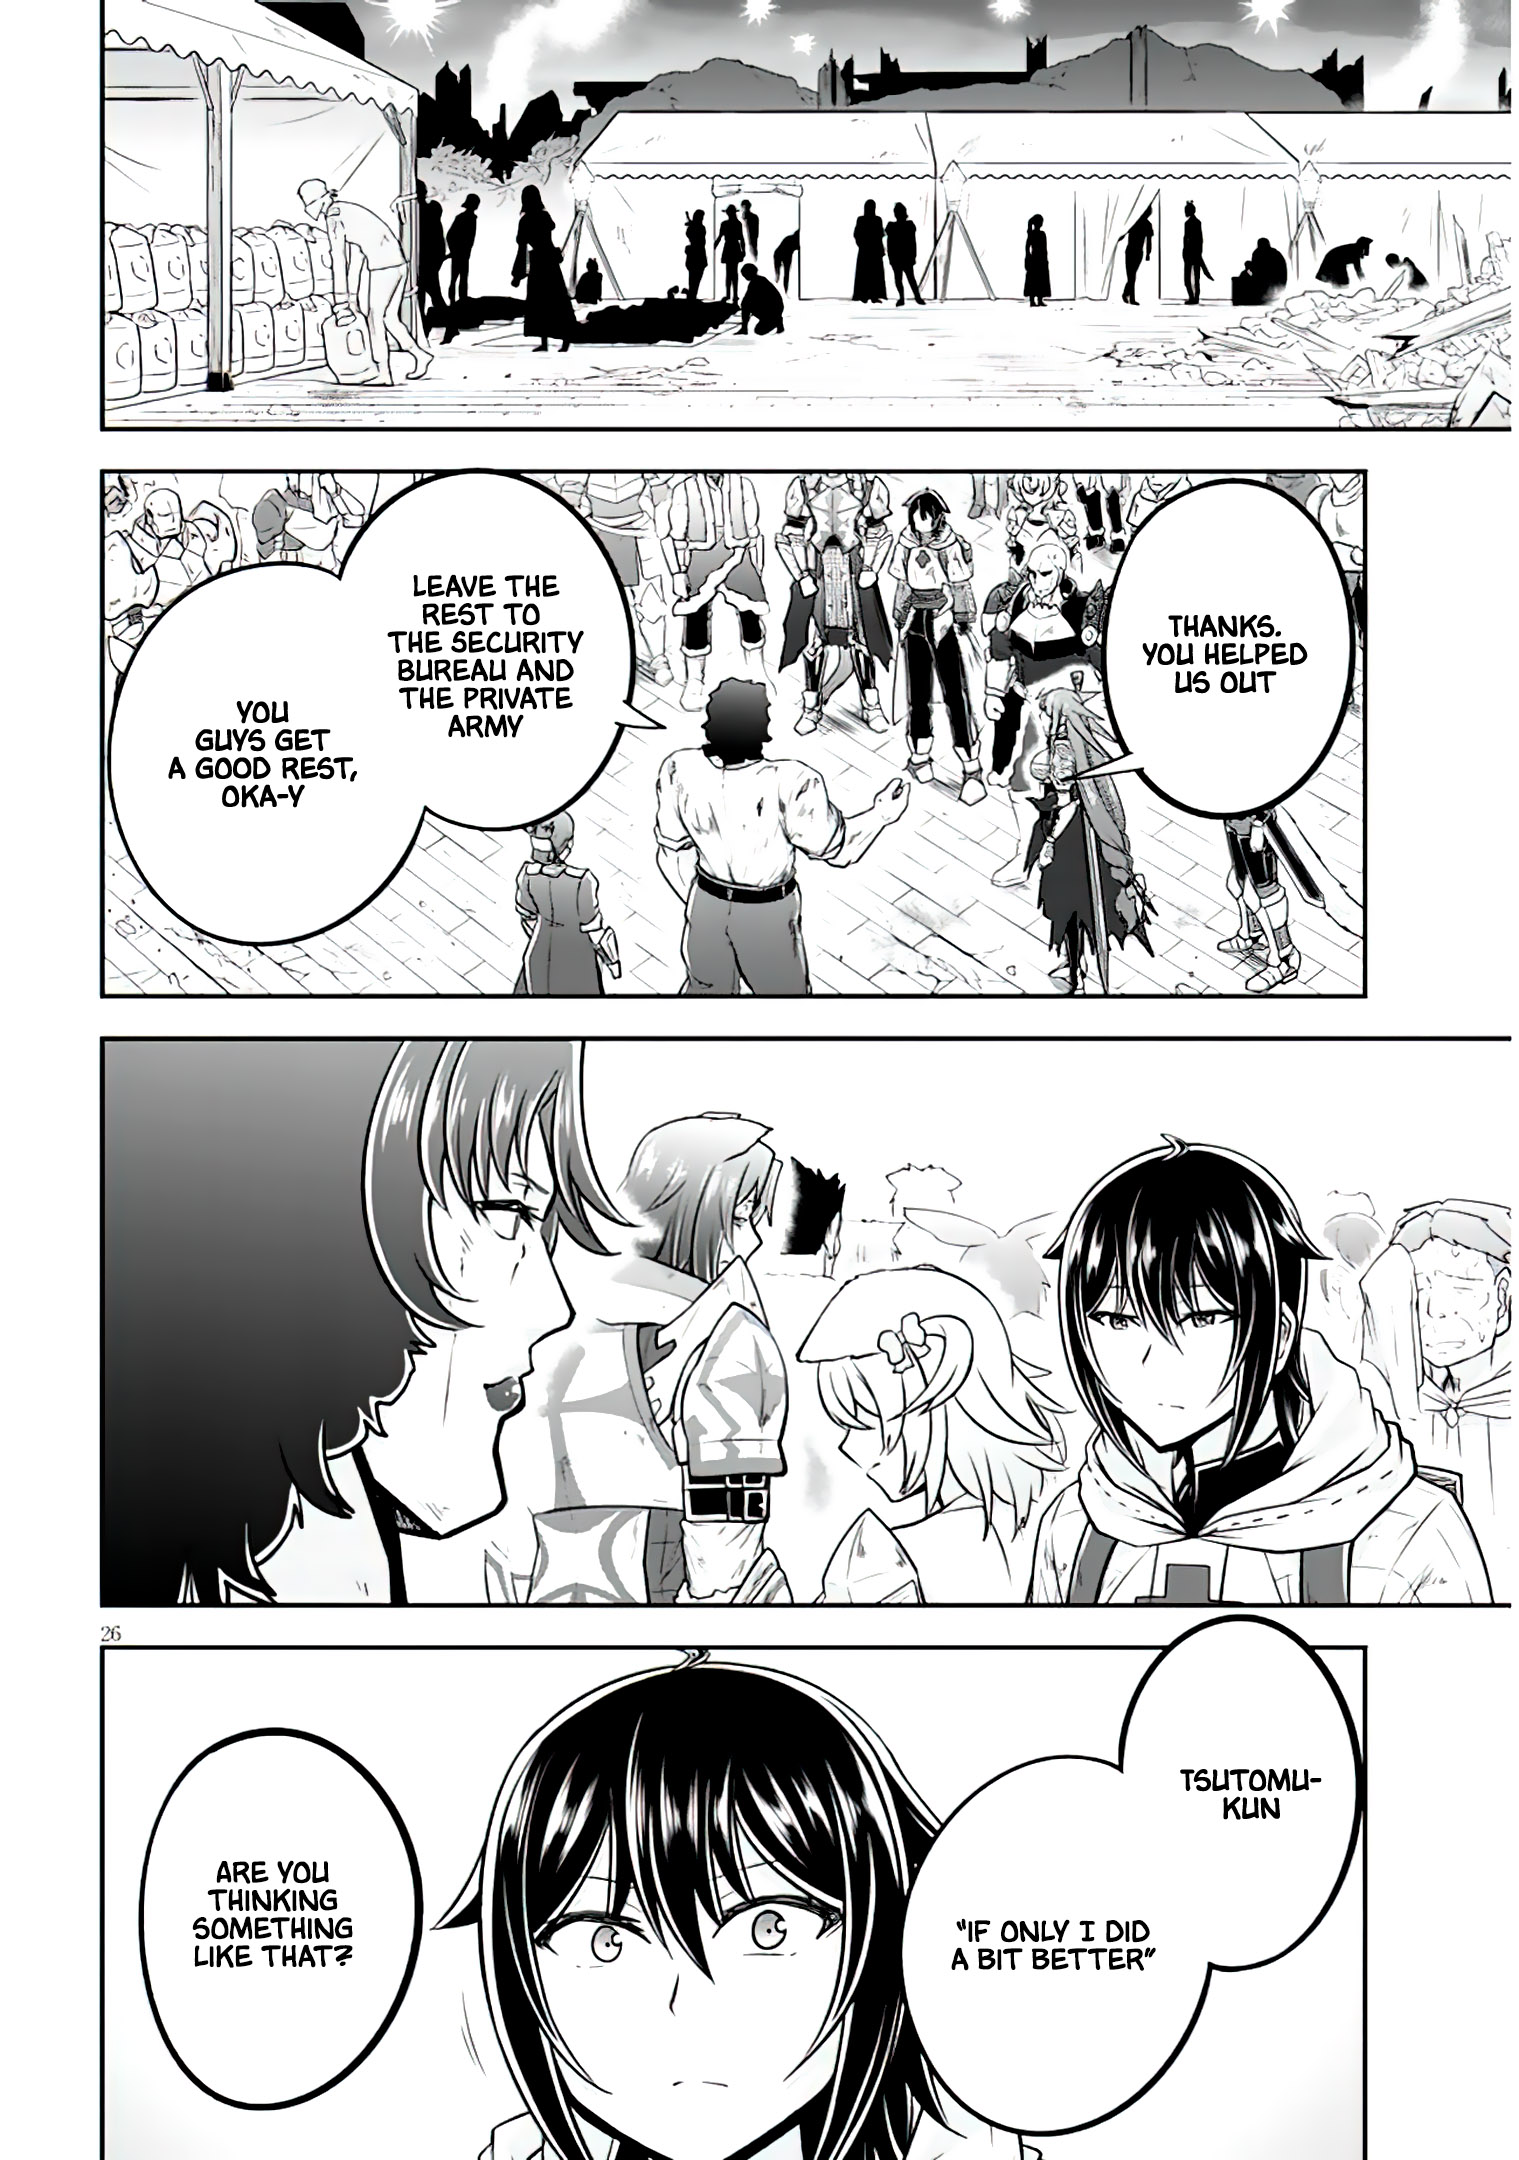 THANKS.
YOU HELPED
US OUT
LEAVE THE
REST TO
THE SECURITY
BUREAU AND
THE PRIVATE
ARMY
YOU
GUYS GET
A GOOD REST,
OKA-Y
26
TSUTOMU-
KUN
"IF ONLY I DID
A BIT BETTER"
ARE YOU
THINKING
SOMETHING
LIKE THAT?